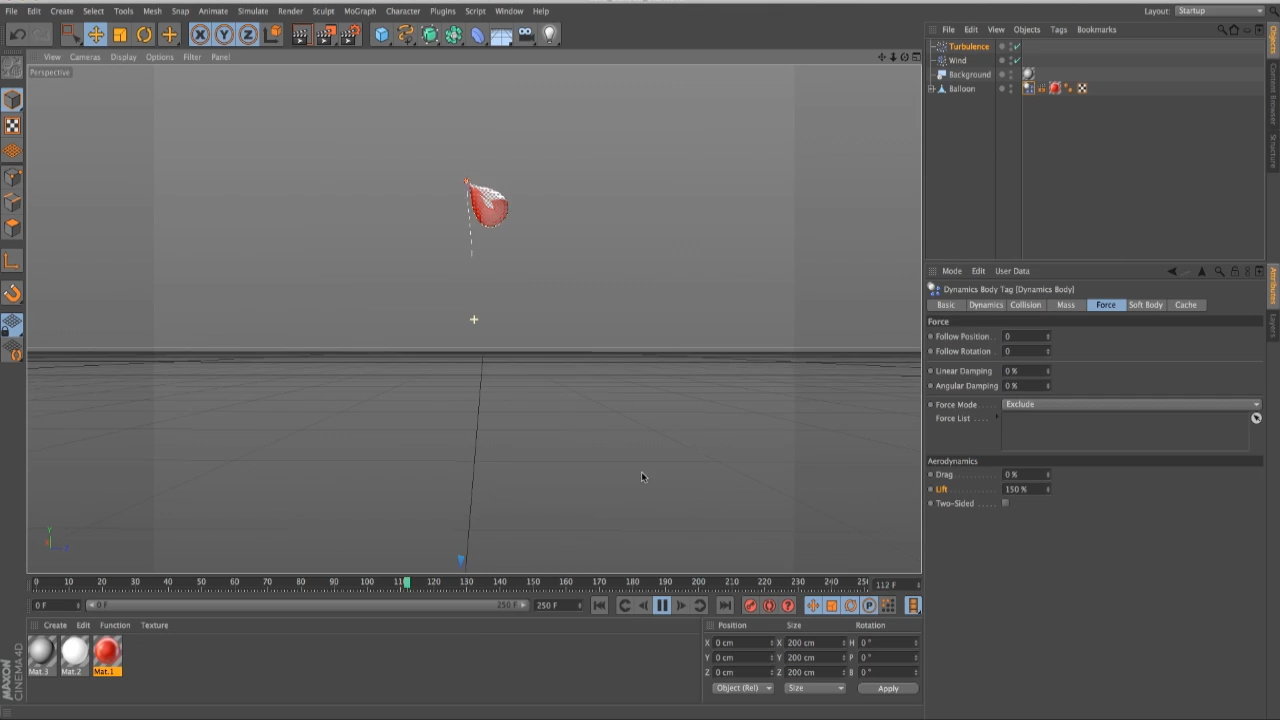 File Edit Create Select Tools Mesh Snap Animate Simulate Render Sculpt MoGraph Character Plugins Script Window Help Layout: Startup
File Edit View Objects Tags Bookmarks
Turbulence
Wind
Background
Balloon
View Cameras Display Options Filter Panel
Perspective
Mode Edit User Data
Dynamics Body Tag [Dynamics Body]
Basic Dynamics Collision Mass Force Soft Body Cache
Force
Follow Position 0
Follow Rotation 0
Linear Damping 0 %
Angular Damping 0 %
Force Mode Exclude
Force List
Aerodynamics
Drag 0 %
Lift 150 %
Two-Sided
Objects
Content Browser
Structure
Attributes
Layers
X Y Z
0 10 20 30 40 50 60 70 80 90 100 130 120 130 140 150 160 170 180 190 200 210 220 230 240 112 F
0 F 0 F 250 F 250 F
Create Edit Function Texture
Mat.3 Mat.2 Mat.1
Position Size Rotation
X 0 cm X 200 cm H 0 °
Y 0 cm Y 200 cm P 0 °
Z 0 cm Z 200 cm B 0 °
Object (Rel) Size Apply
MAXON
CINEMA 4D